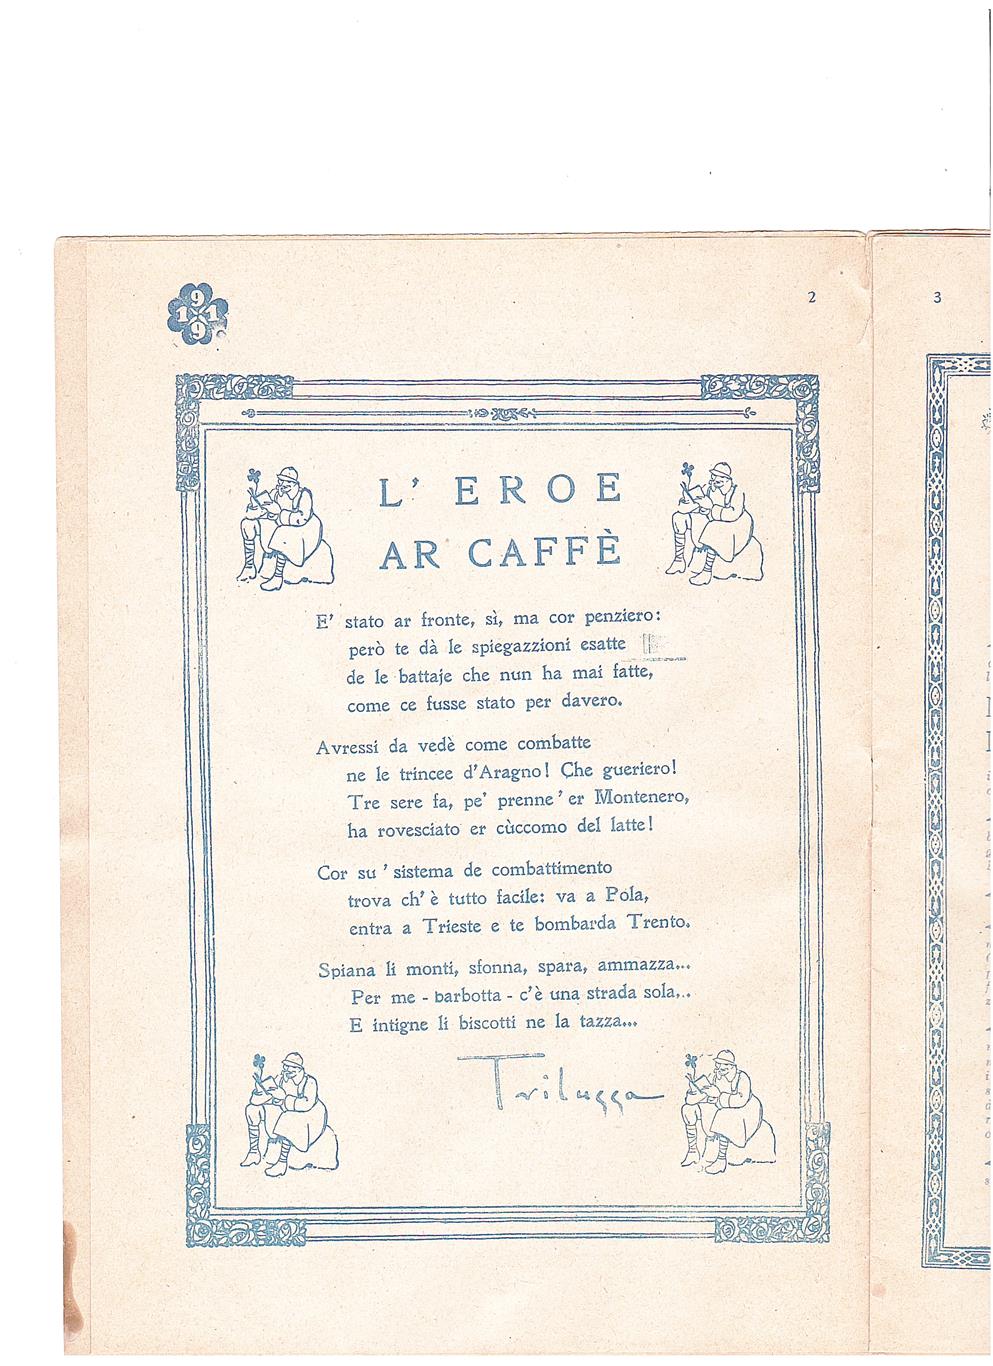 9
1 1
9
2
3
L' EROE
AR CAFFÈ
E' stato ar fronte, sì, ma cor penziero:
però te dà le spiegazzioni esatte
de le battaje che nun ha mai fatte,
come ce fusse stato per davero.
Avressi da vedè come combatte
ne le trincee d'Aragno! Che gueriero!
Tre sere fa, pe' prenne' er Montenero,
ha rovesciato er cùccomo del latte!
Cor su' sistema de combattimento
trova ch' è tutto facile: va a Pola,
entra a Trieste e te bombarda Trento.
Spiana li monti, sfonna, spara, ammazza...
Per me - barbotta - c'è una strada sola...
E intigne li biscotti ne la tazza...
Trilussa